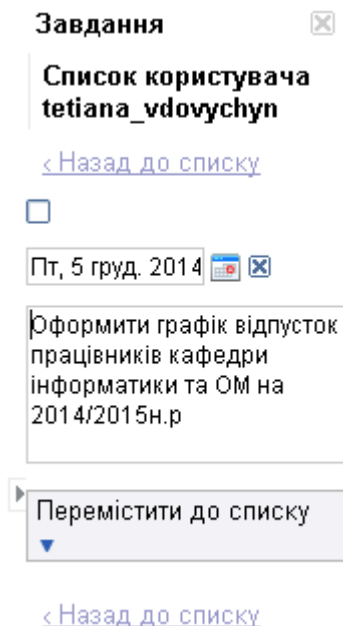 Завдання
Список користувача
tetiana_vdovychyn
‹ Назад до списку
Пт, 5 груд. 2014
Оформити графік відпусток
працівників кафедри
інформатики та ОМ на
2014/2015н.р
Перемістити до списку
‹ Назад до списку